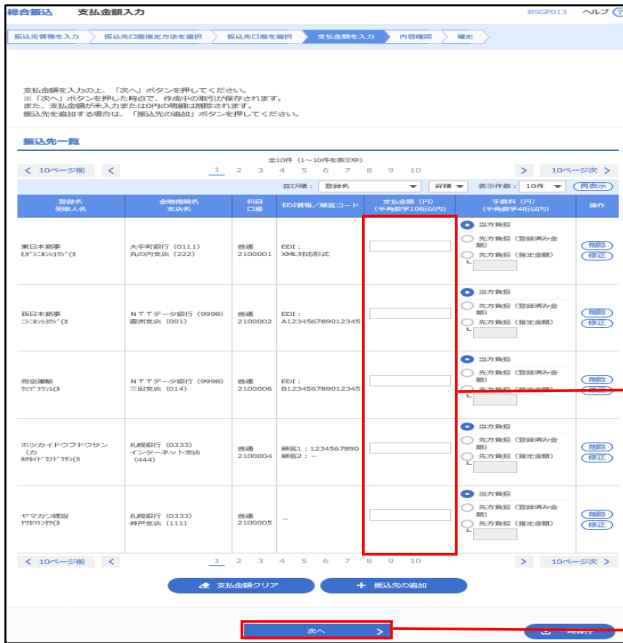 総合振込 支払金額入力 BSGF013 ヘルプ ?
振込元情報を入力 振込先口座指定方法を選択 振込先口座を選択 支払金額を入力 内容確認 確定
支払金額を入力の上、「次へ」ボタンを押してください。
※「次へ」ボタンを押した時点で、作成中の取引が保存されます。
また、支払金額が未入力または0円の明細は削除されます。
振込先を追加する場合は、「振込先の追加」ボタンを押してください。
振込先一覧
全10件（1～10件を表示中）
< 10ページ前 < 1 2 3 4 5 6 7 8 9 10 > 10ページ次 >
並び順： 登録名 昇順 表示件数： 10件 再表示
登録名 金融機関名 科目 EDI情報／顧客コード 支払金額（円） 手数料（円） 操作
受取人名 支店名 口座 （半角数字10桁以内） （半角数字4桁以内）
当方負担
東日本商事 大手町銀行（0111） 普通 EDI： 先方負担（登録済み金額） 削除
丸の内支店（222） 2100001 XML対応形式 先方負担（指定金額） 修正
当方負担
西日本商事 NTTデータ銀行（9998） 普通 EDI： 先方負担（登録済み金額） 削除
豊洲支店（001） 2100002 A123456789012345 先方負担（指定金額） 修正
当方負担
NTTデータ銀行（9998） 普通 EDI： 先方負担（登録済み金額） 削除
三田支店（014） 2100006 B123456789012345 先方負担（指定金額） 修正
当方負担
ホッカイドウフドウサン（カ 札幌銀行（0333） 普通 顧客1：1234567890 先方負担（登録済み金額） 削除
インターネット支店（444） 2100004 顧客2：－ 先方負担（指定金額） 修正
当方負担
ヤマカワ建設 札幌銀行（0333） 普通 － 先方負担（登録済み金額） 削除
神戸支店（111） 2100005 先方負担（指定金額） 修正
< 10ページ前 < 1 2 3 4 5 6 7 8 9 10 > 10ページ次 >
支払金額クリア + 振込先の追加
次へ >